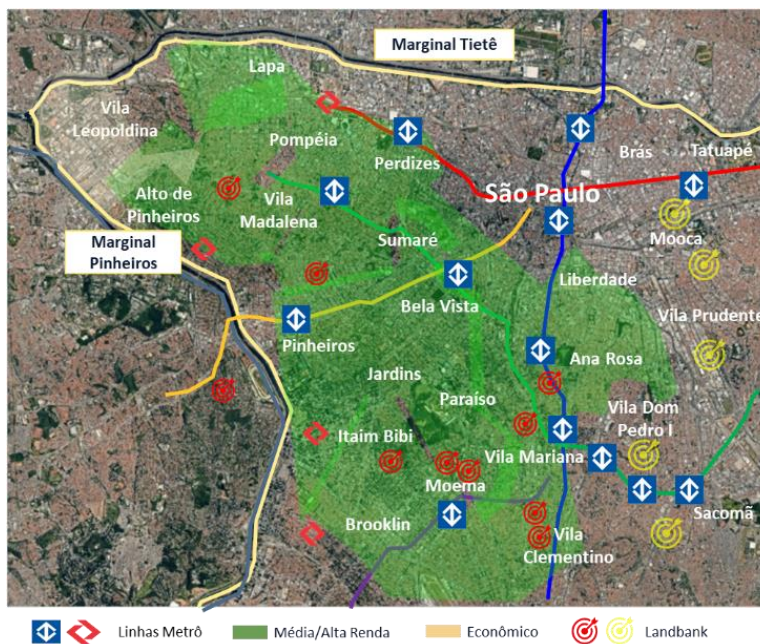 Marginal Tietê
Lapa
Vila
Leopoldina
Pompéia
Perdizes
Brás
Tatuapé
Alto de
Pinheiros
Vila
Madalena
São Paulo
Sumaré
Mooca
Marginal
Pinheiros
Bela Vista
Liberdade
Pinheiros
Vila Prudente
Jardins
Ana Rosa
Paraiso
Vila Dom
Pedro I
Itaim Bibi
Vila Mariana
Moema
Sacomã
Brooklin
Vila
Clementino
Linhas Metrô
Média/Alta Renda
Econômico
Landbank